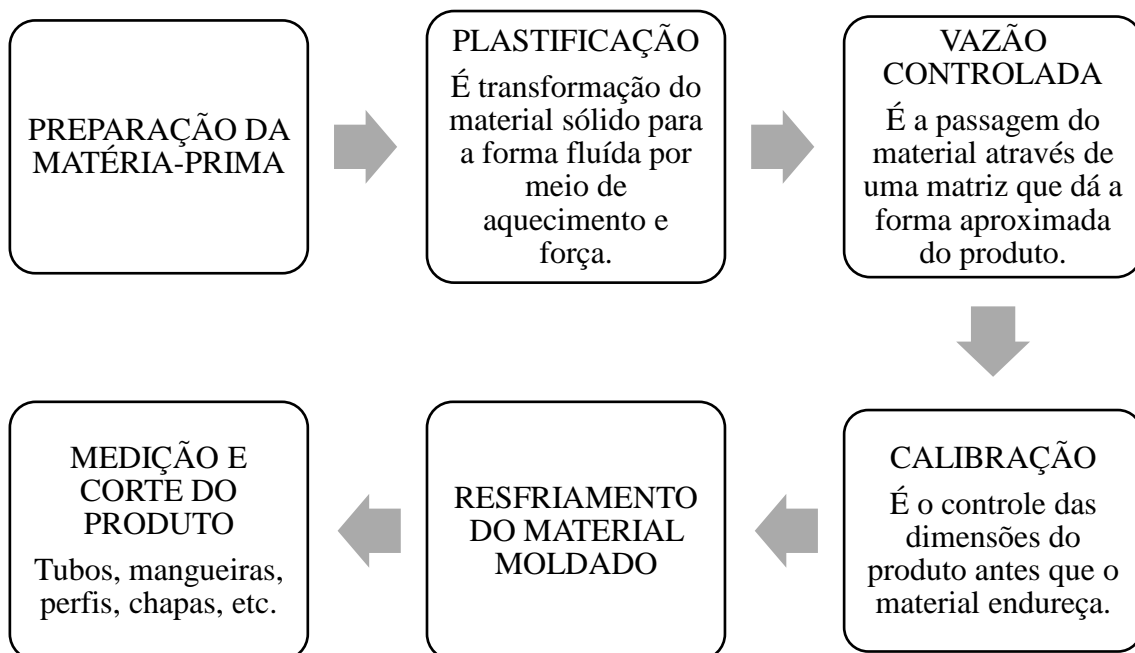 PREPARAÇÃO DA
MATÉRIA-PRIMA
PLASTIFICAÇÃO
É transformação do
material sólido para
a forma fluída por
meio de
aquecimento e
força.
VAZÃO
CONTROLADA
É a passagem do
material através de
uma matriz que dá a
forma aproximada
do produto.
CALIBRAÇÃO
É o controle das
dimensões do
produto antes que o
material endureça.
RESFRIAMENTO
DO MATERIAL
MOLDADO
MEDIÇÃO E
CORTE DO
PRODUTO
Tubos, mangueiras,
perfis, chapas, etc.